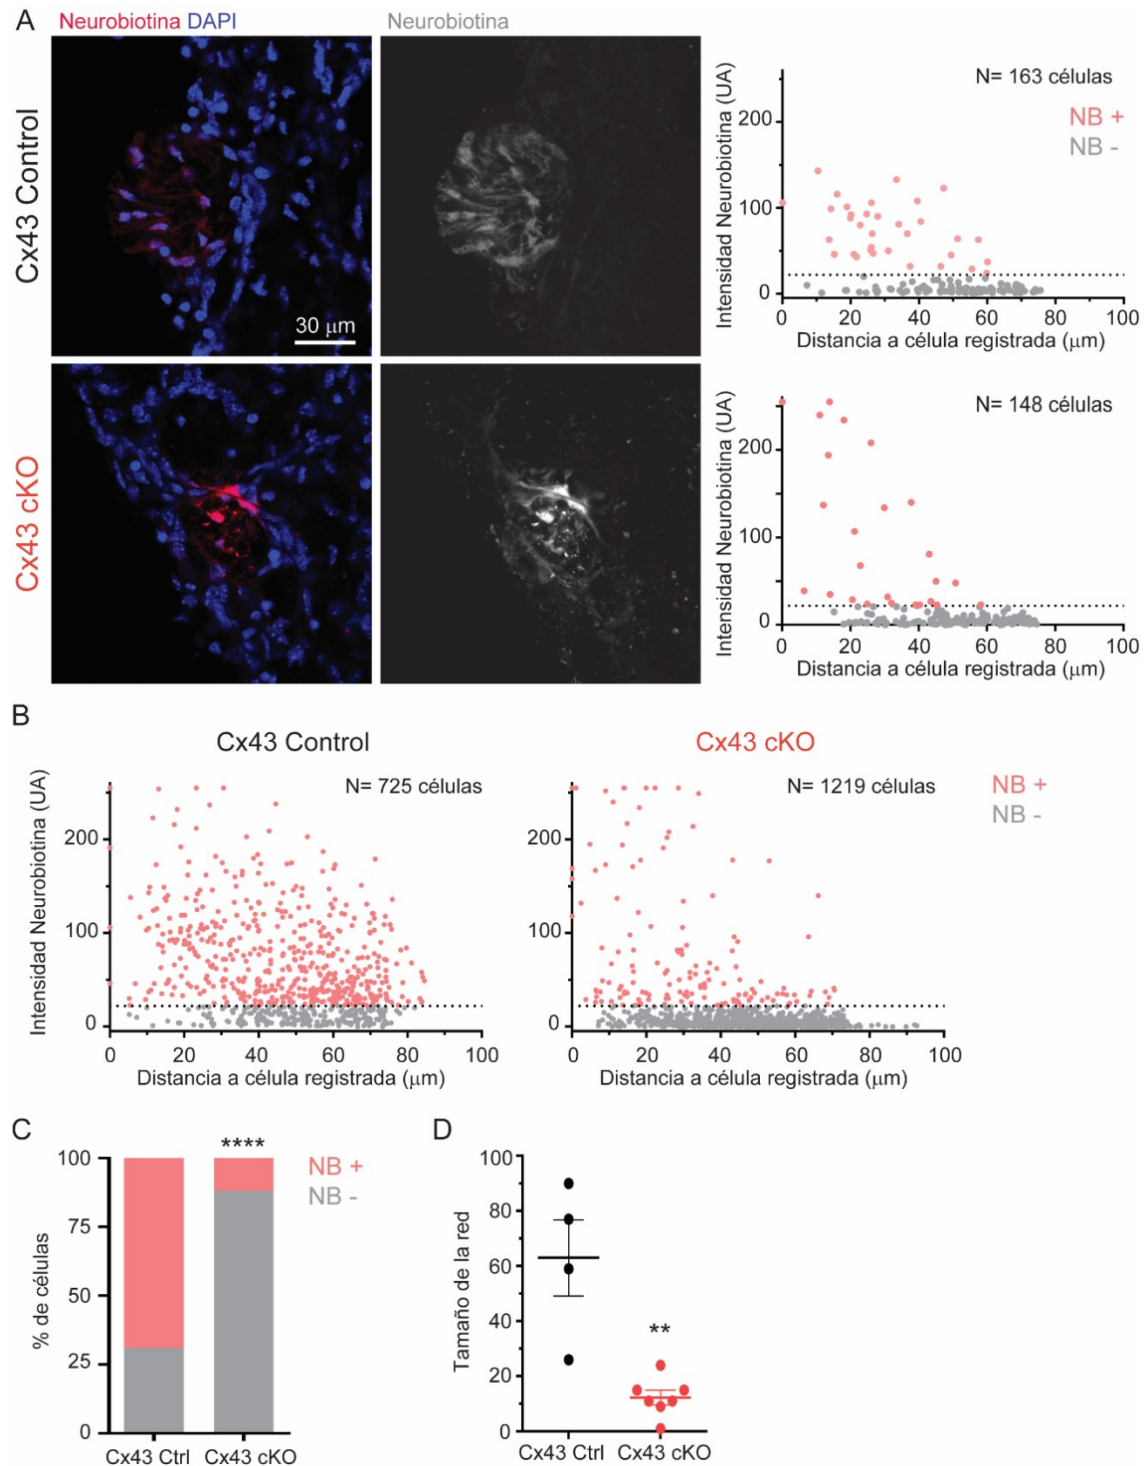 A
Neurobiotina DAPI
Neurobiotina
Cx43 Control
30 µm
Intensidad Neurobiotina (UA)
N= 163 células
NB +
NB -
200
100
0
0 20 40 60 80 100
Distancia a célula registrada (µm)
Cx43 cKO
Intensidad Neurobiotina (UA)
N= 148 células
200
100
0
0 20 40 60 80 100
Distancia a célula registrada (µm)
B
Cx43 Control
Intensidad Neurobiotina (UA)
N= 725 células
200
100
0
0 20 40 60 80 100
Distancia a célula registrada (µm)
Cx43 cKO
N= 1219 células
NB +
NB -
200
100
0
0 20 40 60 80 100
Distancia a célula registrada (µm)
C
% de células
****
NB +
NB -
100
75
50
25
0
Cx43 Ctrl Cx43 cKO
D
Tamaño de la red
100
80
60
40
20
0
**
Cx43 Ctrl Cx43 cKO